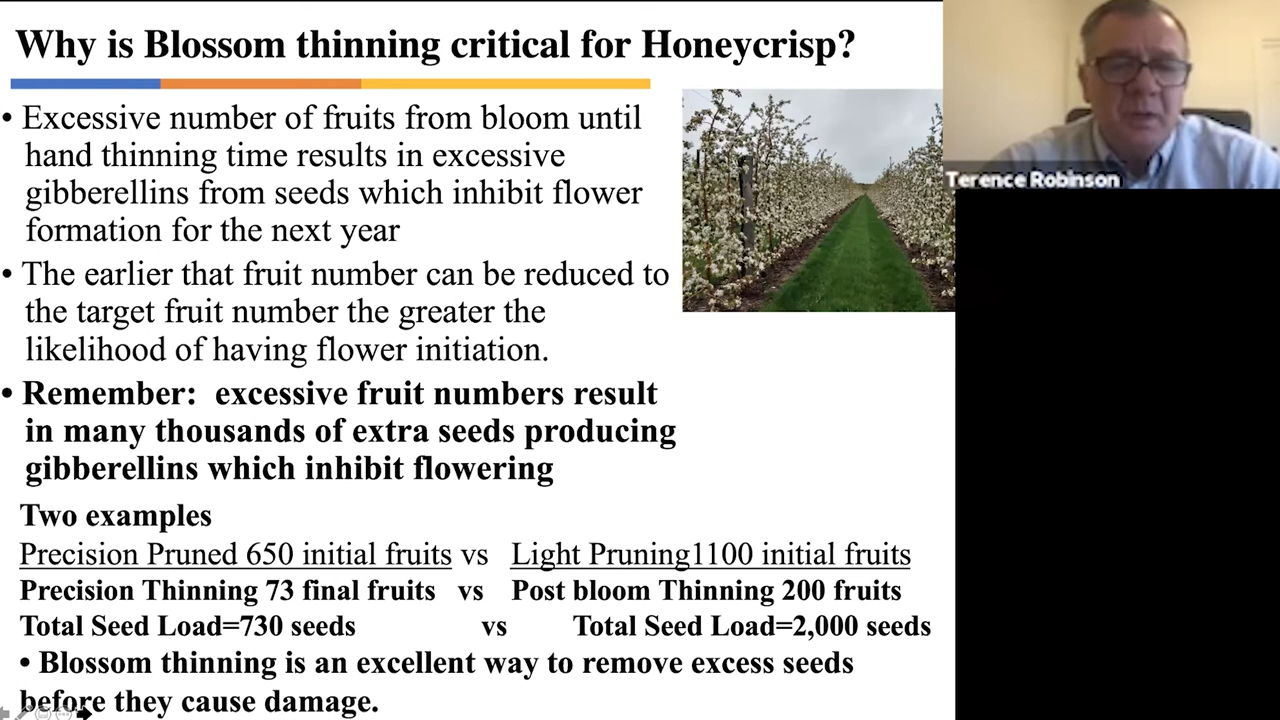 Why is Blossom thinning critical for Honeycrisp?
• Excessive number of fruits from bloom until
hand thinning time results in excessive
gibberellins from seeds which inhibit flower
formation for the next year
• The earlier that fruit number can be reduced to
the target fruit number the greater the
likelihood of having flower initiation.
• Remember: excessive fruit numbers result
in many thousands of extra seeds producing
gibberellins which inhibit flowering
Two examples
Precision Pruned 650 initial fruits vs Light Pruning1100 initial fruits
Precision Thinning 73 final fruits vs Post bloom Thinning 200 fruits
Total Seed Load=730 seeds vs Total Seed Load=2,000 seeds
• Blossom thinning is an excellent way to remove excess seeds
before they cause damage.
Terence Robinson